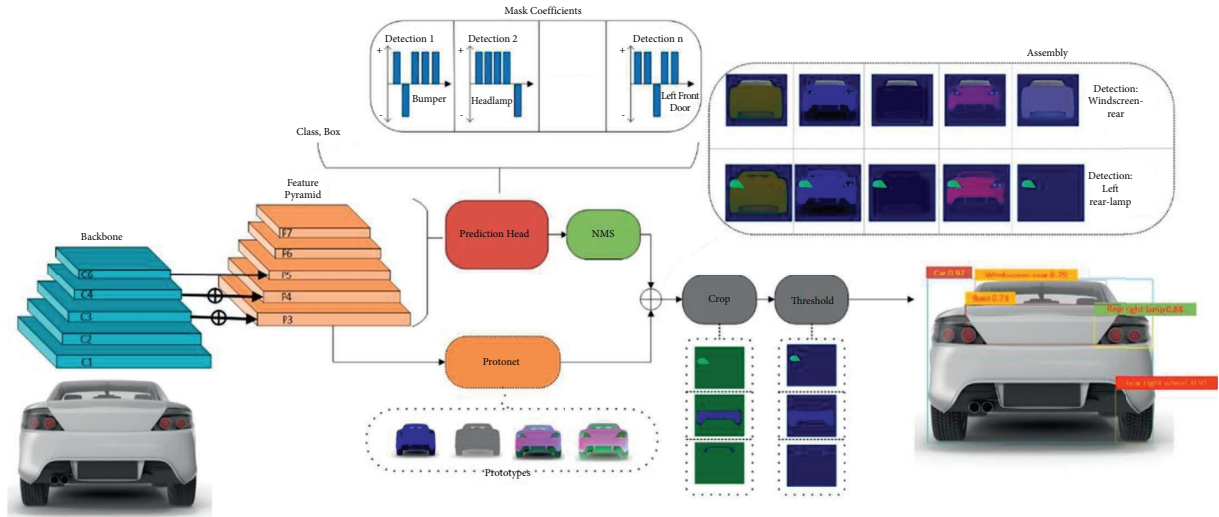 Mask Coefficients
Detection 1
Detection 2
Detection n
+
+
+
Bumper
Headlamp
Left Front
Door
-
-
-
Assembly
Detection:
Windscreen-
rear
Detection:
Left
rear-lamp
Class, Box
Feature
Pyramid
P7
P6
P5
P4
P3
Backbone
C4
C3
C2
C1
Prediction Head
NMS
Crop
Threshold
Protonet
Prototypes
Car 0.97
Windscreen rear
Boot 0.73
Rear right lamp 0.88
Rear right wheel 0.91